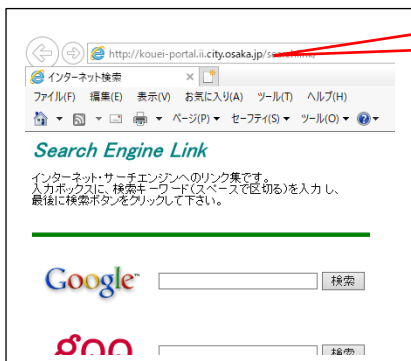 http://kouei-portal.ii.city.osaka.jp/
インターネット検索
ファイル(F) 編集(E) 表示(V) お気に入り(A) ツール(T) ヘルプ(H)
ページ(P) セーフティ(S) ツール(O)
Search Engine Link
インターネット・サーチエンジンへのリンク集です。
入力ボックスに、検索キーワード(スペースで区切る)を入力し、
最後に検索ボタンをクリックして下さい。
Google 検索
goo 検索